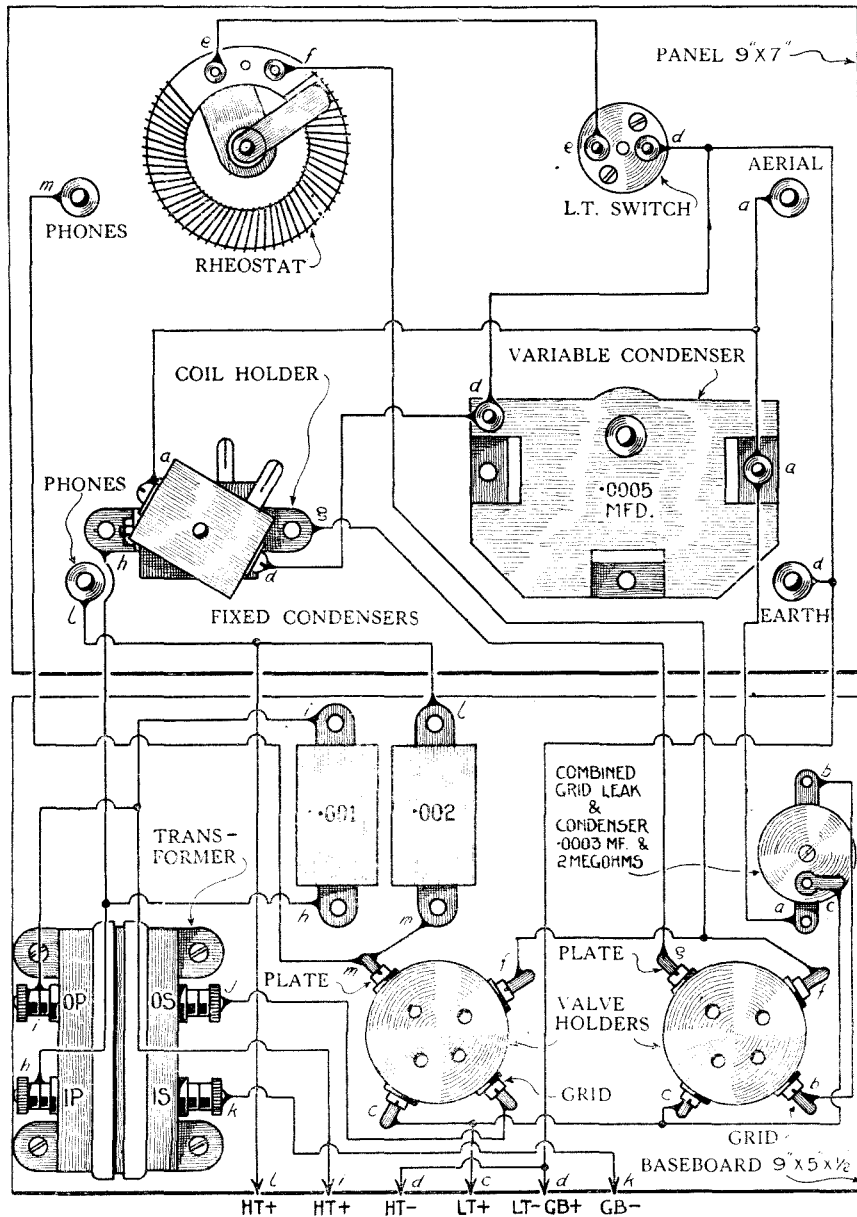 e
f
PANEL 9"X7"
e
d
AERIAL
m
a
L.T. SWITCH
PHONES
RHEOSTAT
VARIABLE CONDENSER
COIL HOLDER
d
a
PHONES
g
a
.0005
MFD.
h
d
d
l
FIXED CONDENSERS
EARTH
i
l
COMBINED
GRID LEAK
&
CONDENSER
.0003 MF. &
2 MEGOHMS
b
.001
.002
TRANS-
FORMER
h
m
a
c
m
f
PLATE
g
f
PLATE
OP
OS
j
i
VALVE
HOLDERS
h
IP
IS
k
c
GRID
c
b
GRID
BASEBOARD 9"X5"X½
l
i
d
c
d
k
HT+
HT+
HT-
LT+
LT-GB+
GB-